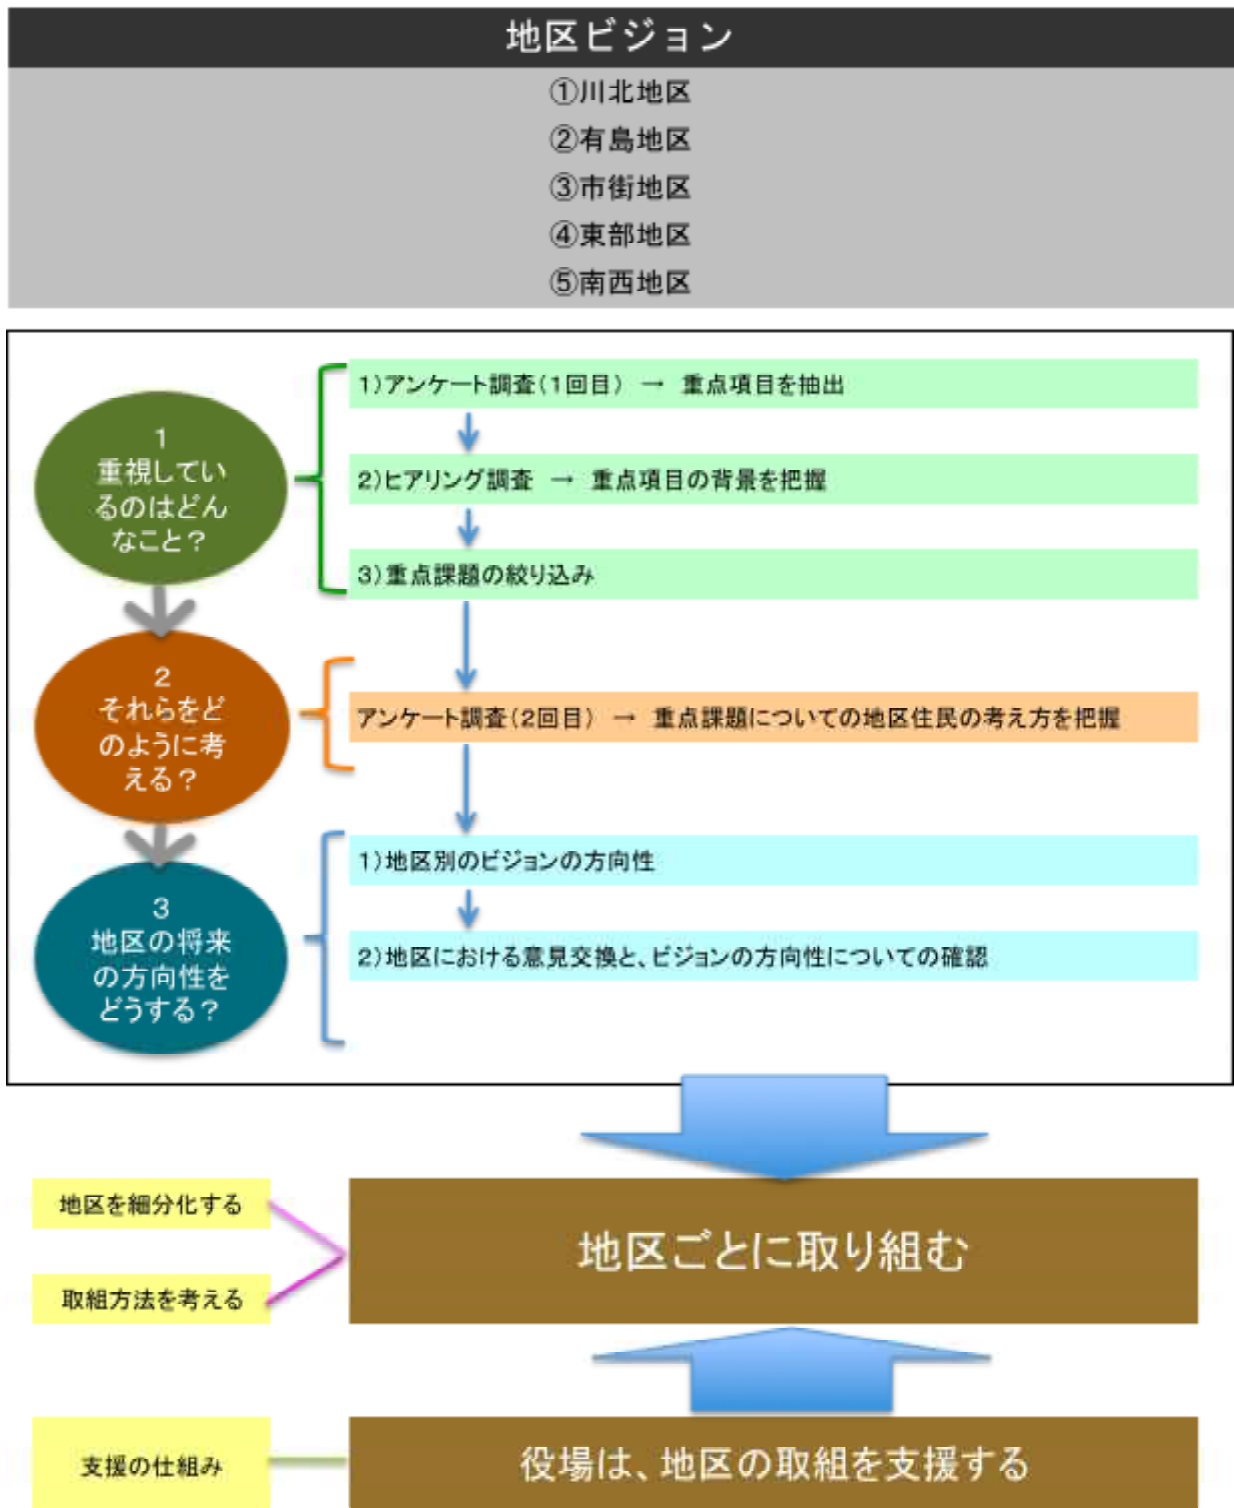 地区ビジョン
①川北地区
②有島地区
③市街地区
④東部地区
⑤南西地区
1
重視してい
るのはどん
なこと?
1)アンケート調査(1回目) → 重点項目を抽出
2)ヒアリング調査 → 重点項目の背景を把握
3)重点課題の絞り込み
2
それらをど
のように考
える?
アンケート調査(2回目) → 重点課題についての地区住民の考え方を把握
3
地区の将来
の方向性を
どうする?
1)地区別のビジョンの方向性
2)地区における意見交換と、ビジョンの方向性についての確認
地区を細分化する
取組方法を考える
地区ごとに取り組む
支援の仕組み
役場は、地区の取組を支援する